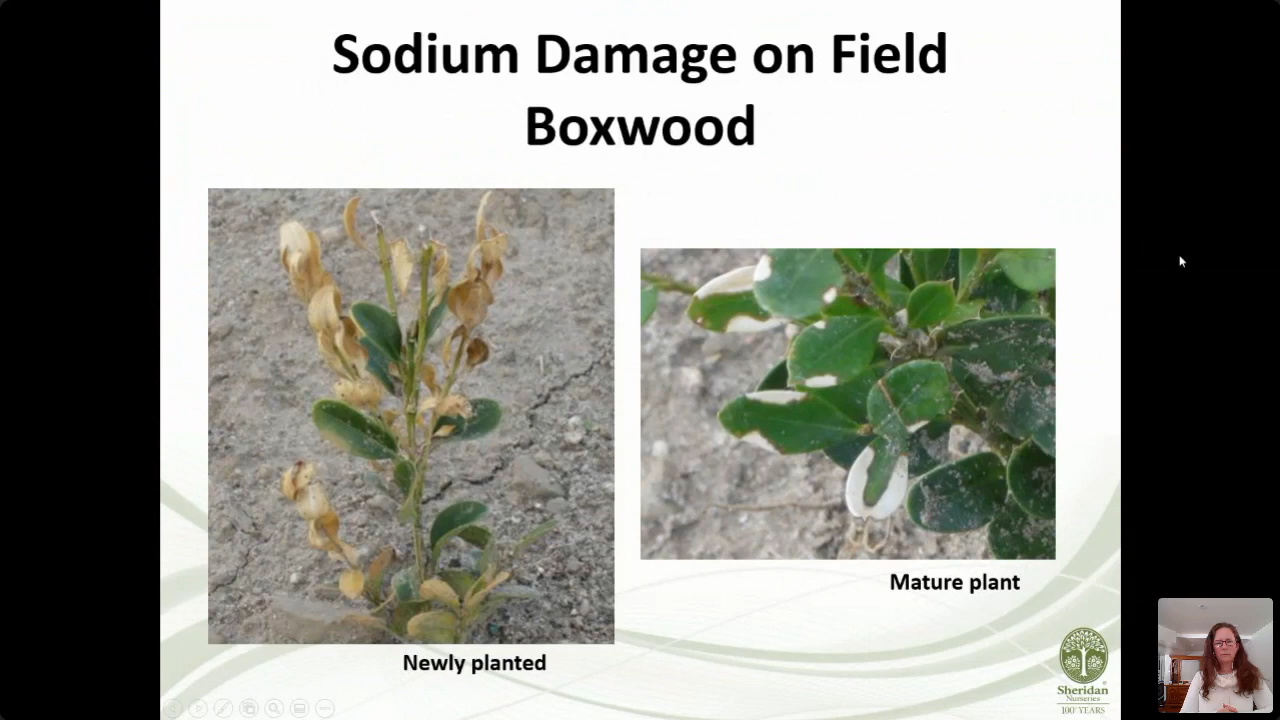 Sodium Damage on Field
Boxwood
Mature plant
Newly planted
Sheridan
Nurseries
100+ YEARS